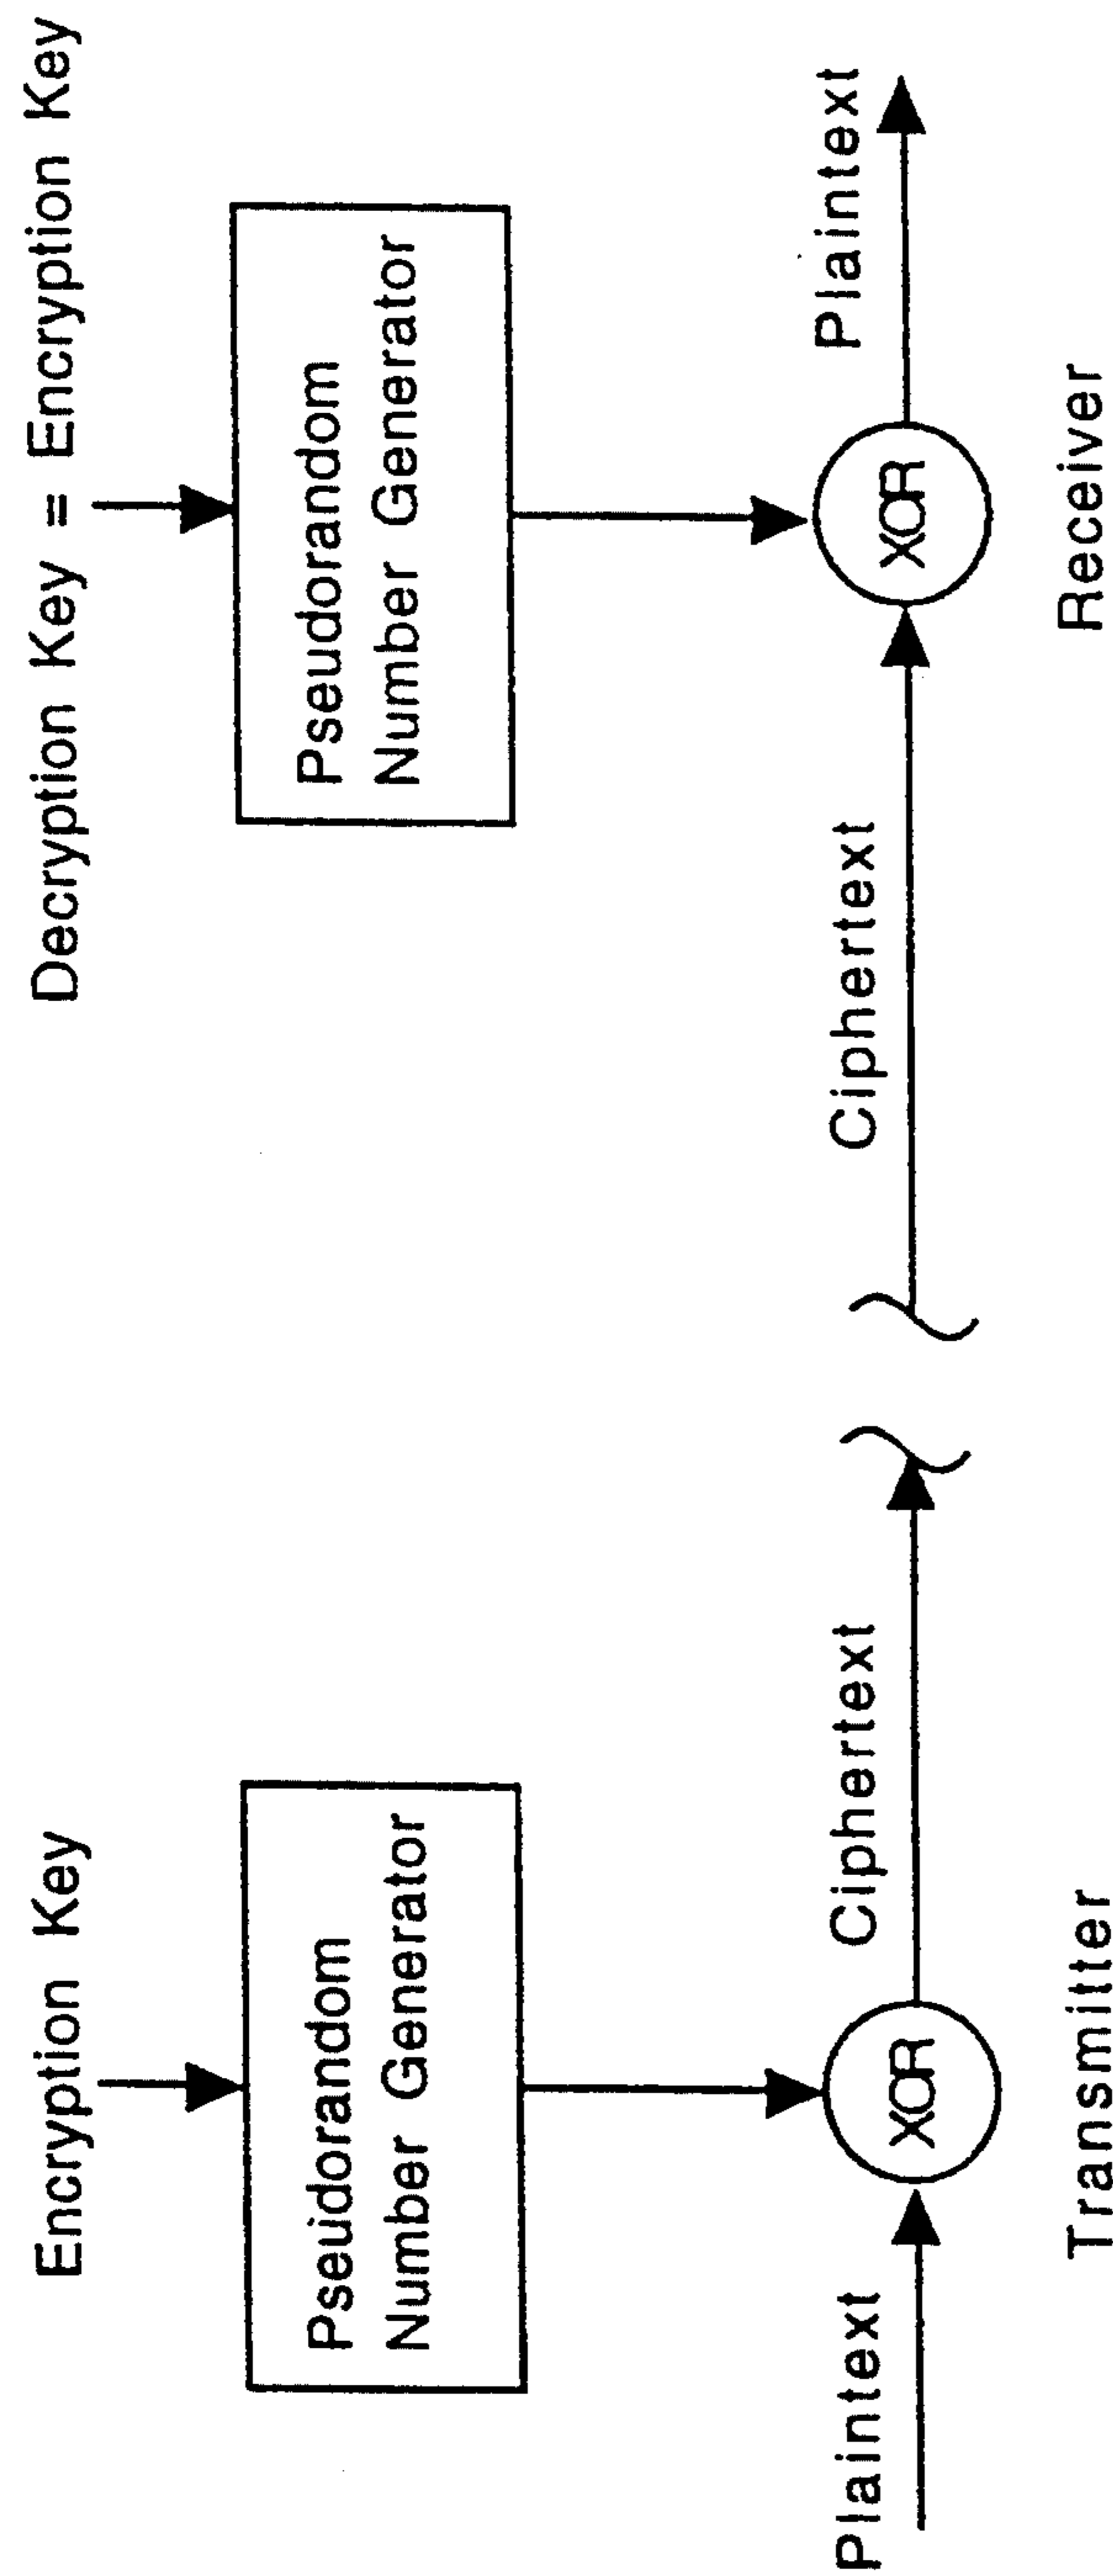 Encryption Key
Decryption Key = Encryption Key
Pseudorandom
Number Generator
Pseudorandom
Number Generator
Plaintext
XOR
Ciphertext
Ciphertext
XOR
Plaintext
Transmitter
Receiver